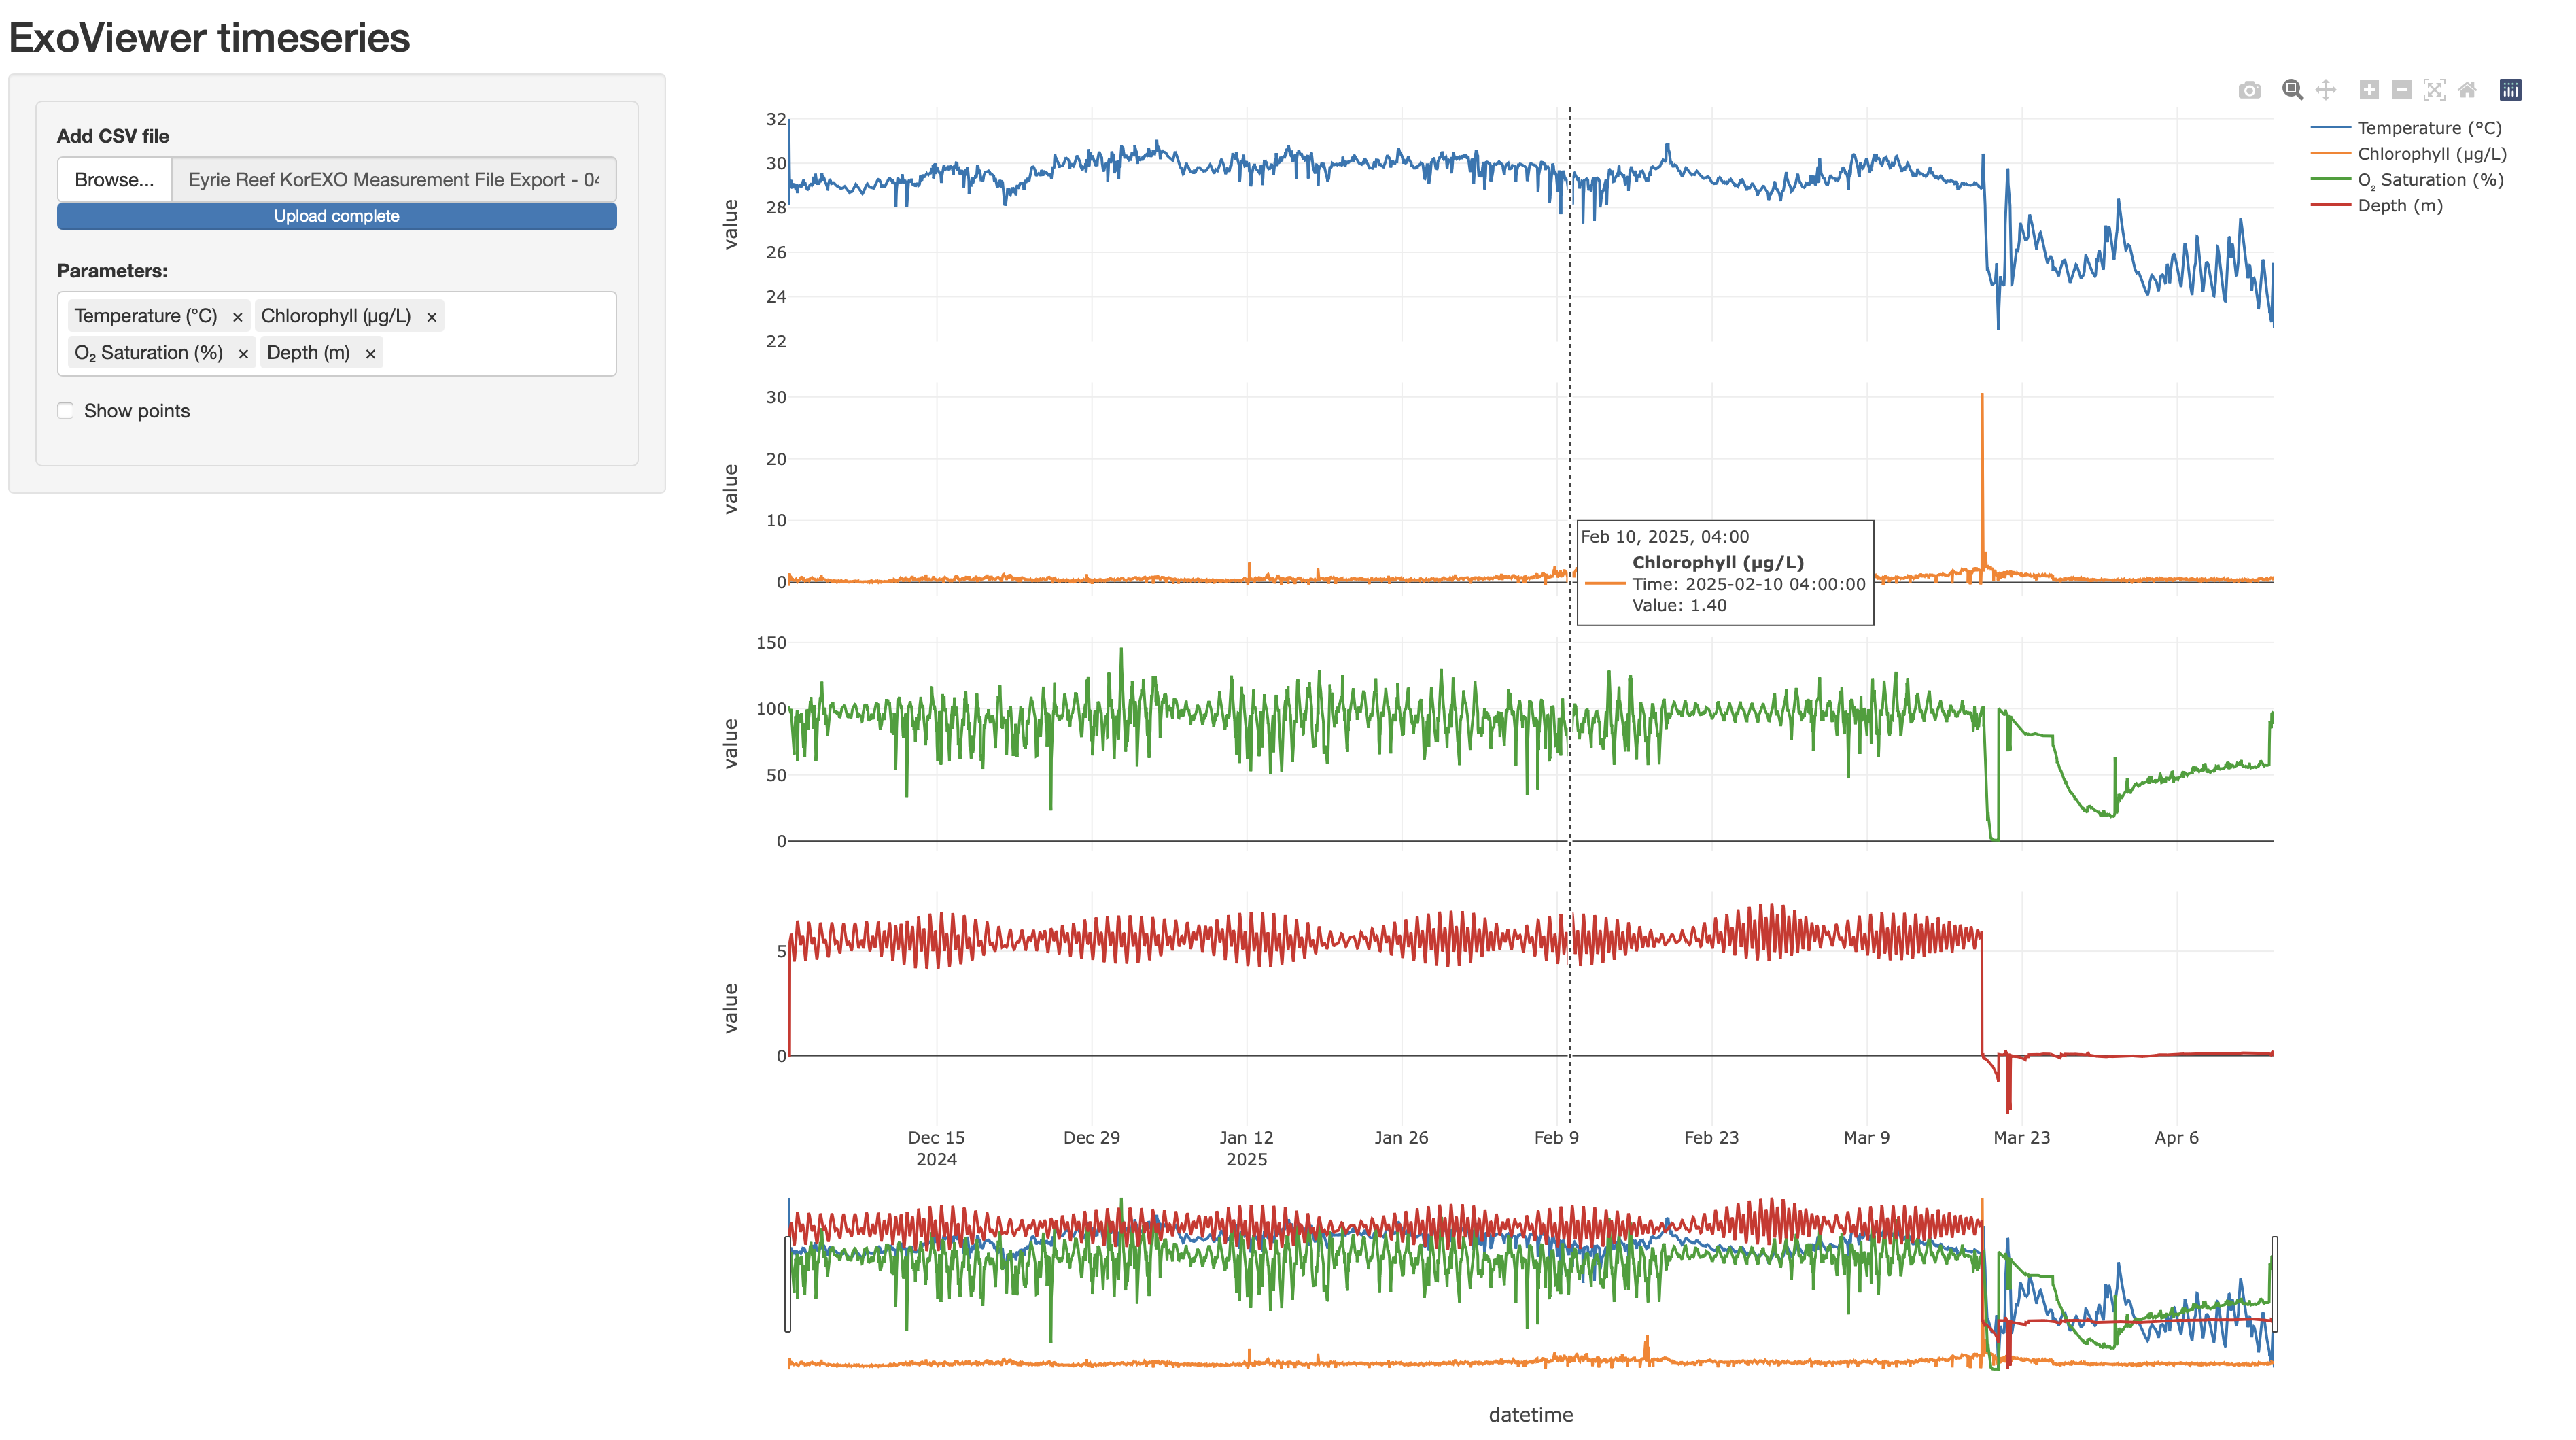 ExoViewer timeseries
Add CSV file
Browse...
Eyrie Reef KorEXO Measurement File Export - 04
Upload complete
Parameters:
Temperature (°C) ×
Chlorophyll (µg/L) ×
O₂ Saturation (%) ×
Depth (m) ×
Show points
Temperature (°C)
Chlorophyll (µg/L)
O₂ Saturation (%)
Depth (m)
value
32
30
28
26
24
22
value
30
20
10
0
Feb 10, 2025, 04:00
Chlorophyll (µg/L)
Time: 2025-02-10 04:00:00
Value: 1.40
value
150
100
50
0
value
5
0
Dec 15 Dec 29 Jan 12 Jan 26 Feb 9 Feb 23 Mar 9 Mar 23 Apr 6
2024 2025
datetime